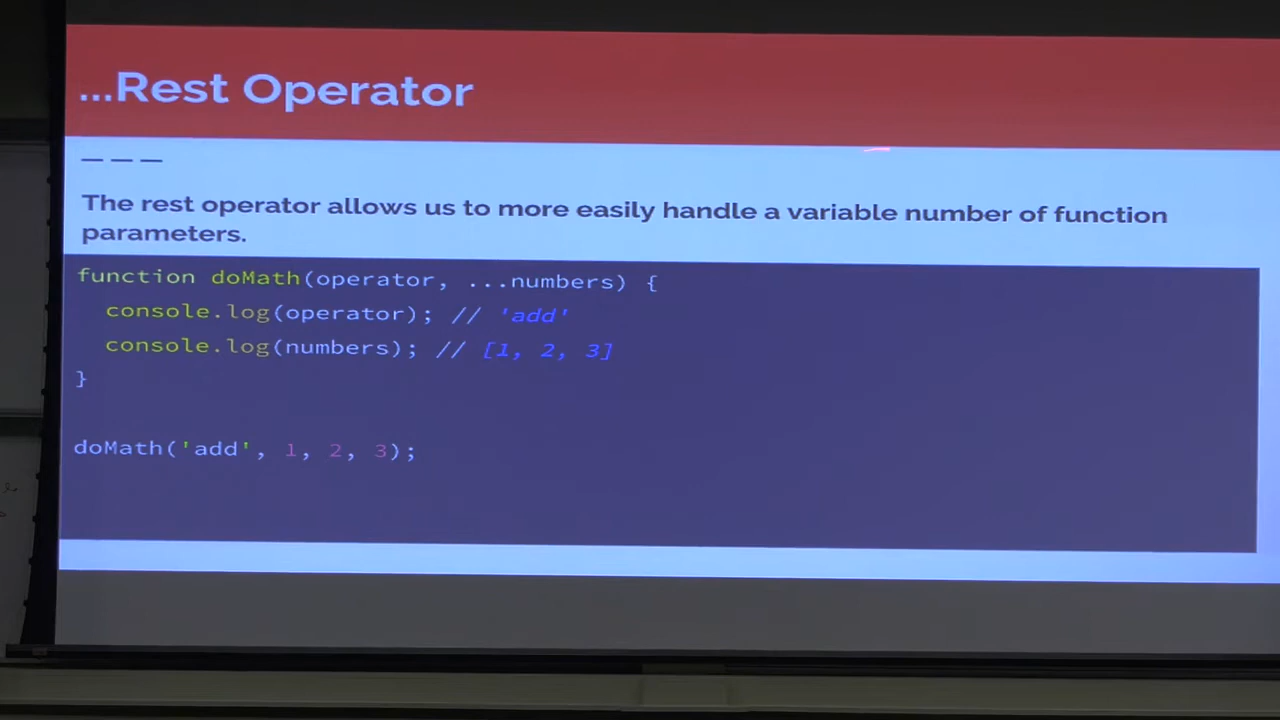 ...Rest Operator
The rest operator allows us to more easily handle a variable number of function
parameters.
function doMath(operator, ...numbers) {
console.log(operator); // 'add'
console.log(numbers); // [1, 2, 3]
}
doMath('add', 1, 2, 3);